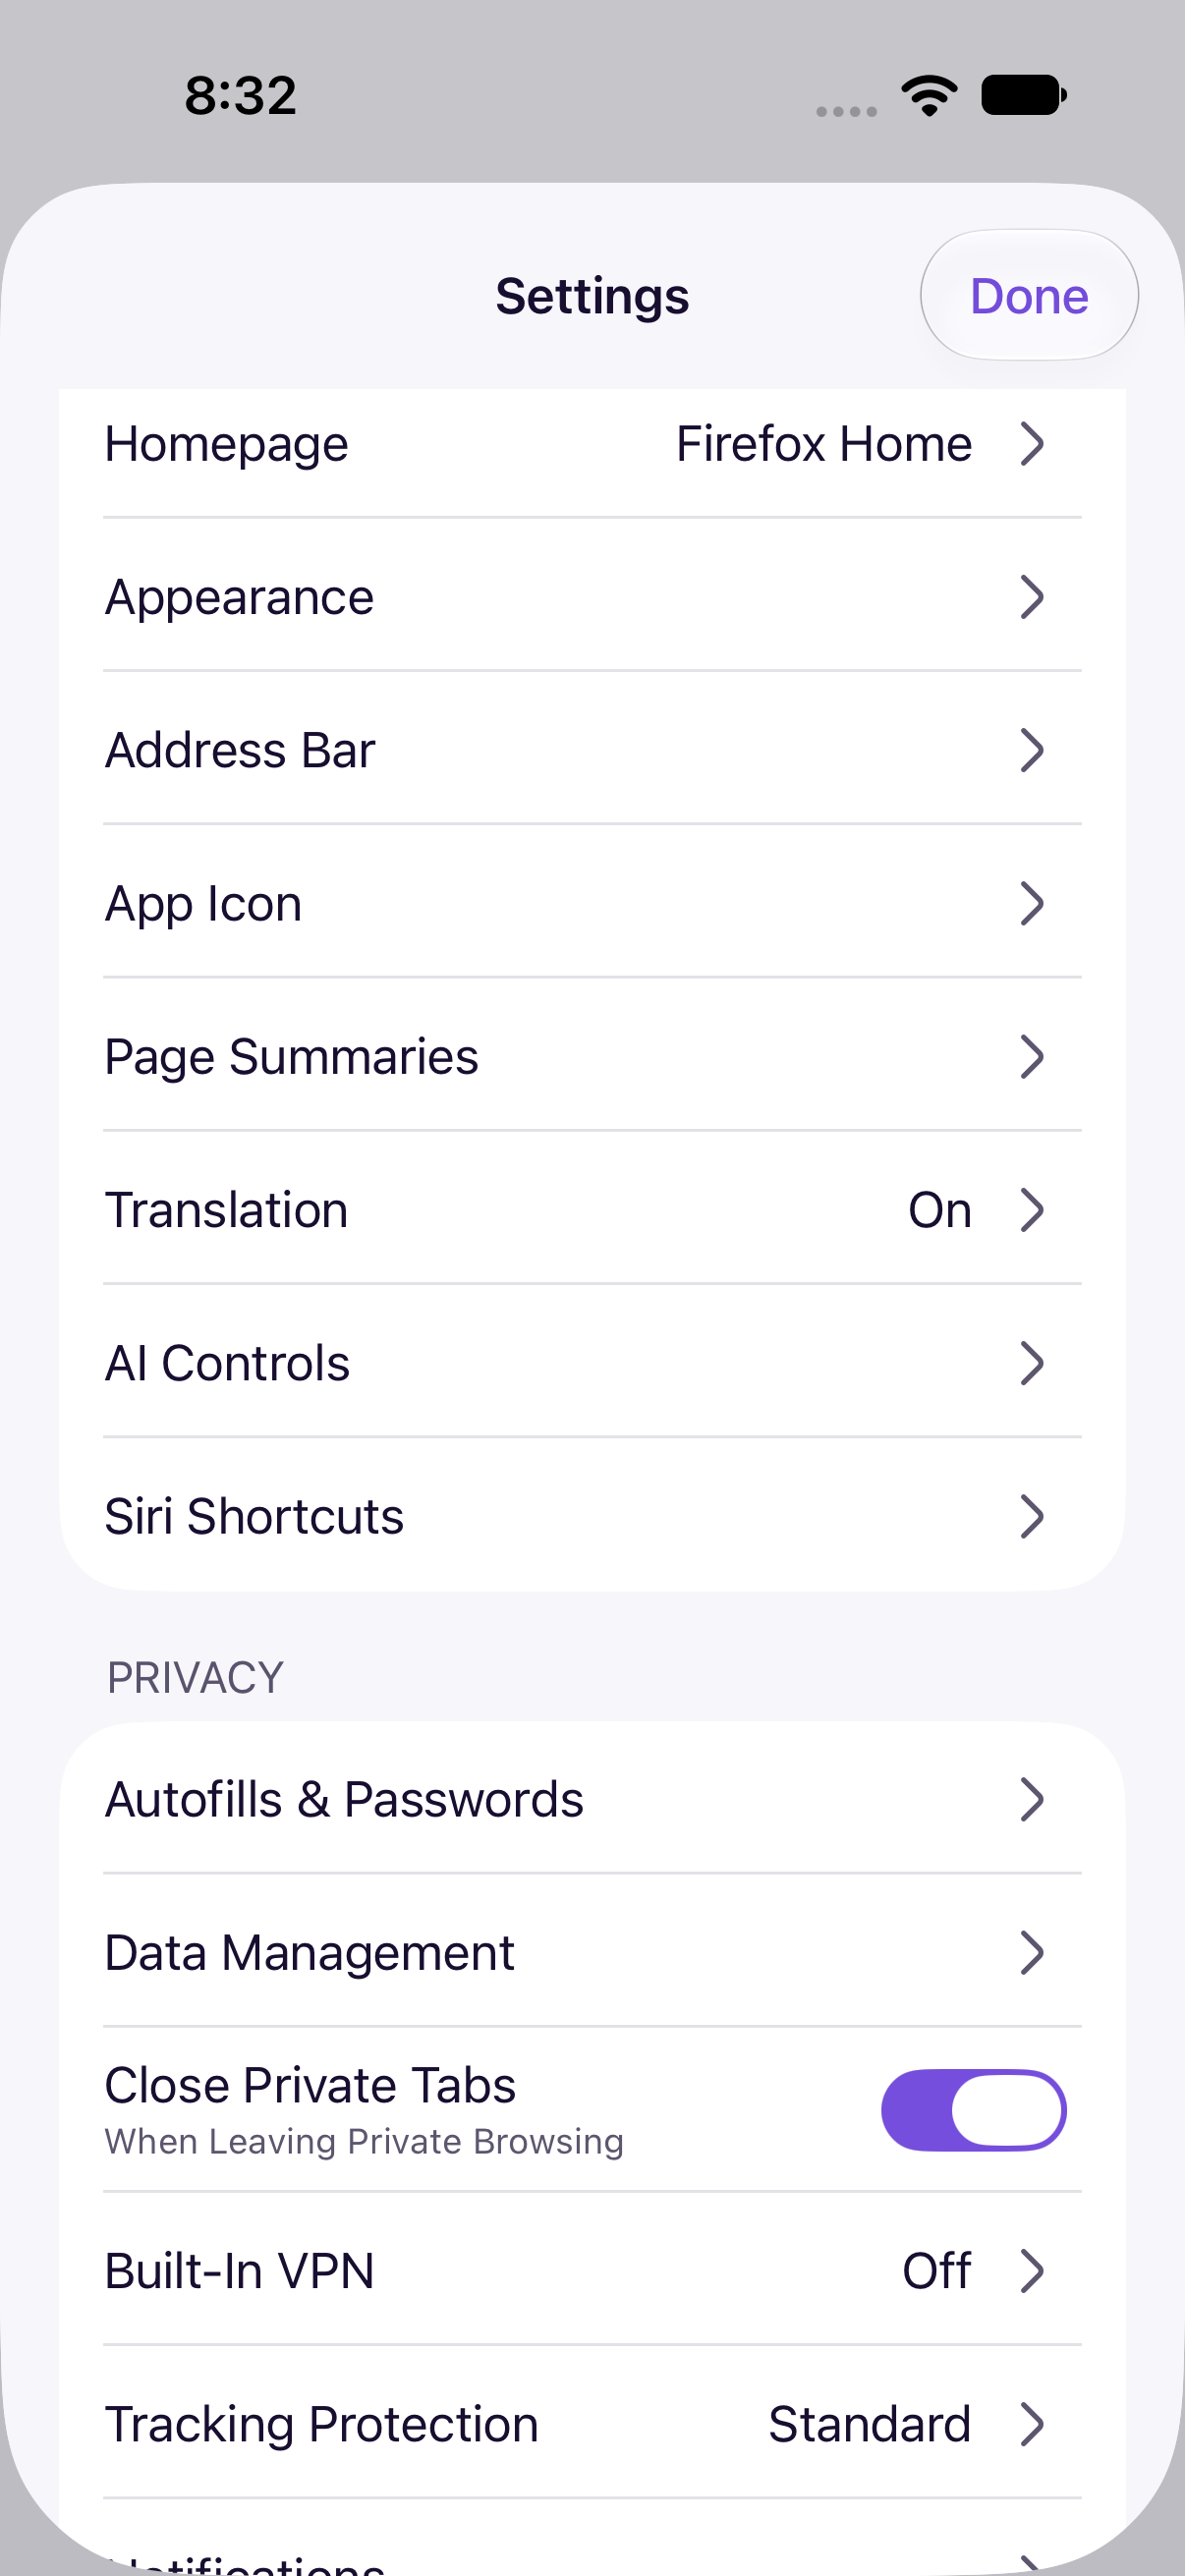 8:32
Settings
Done
Homepage Firefox Home
Appearance
Address Bar
App Icon
Page Summaries
Translation On
AI Controls
Siri Shortcuts
PRIVACY
Autofills & Passwords
Data Management
Close Private Tabs
When Leaving Private Browsing
Built-In VPN Off
Tracking Protection Standard
Notifications